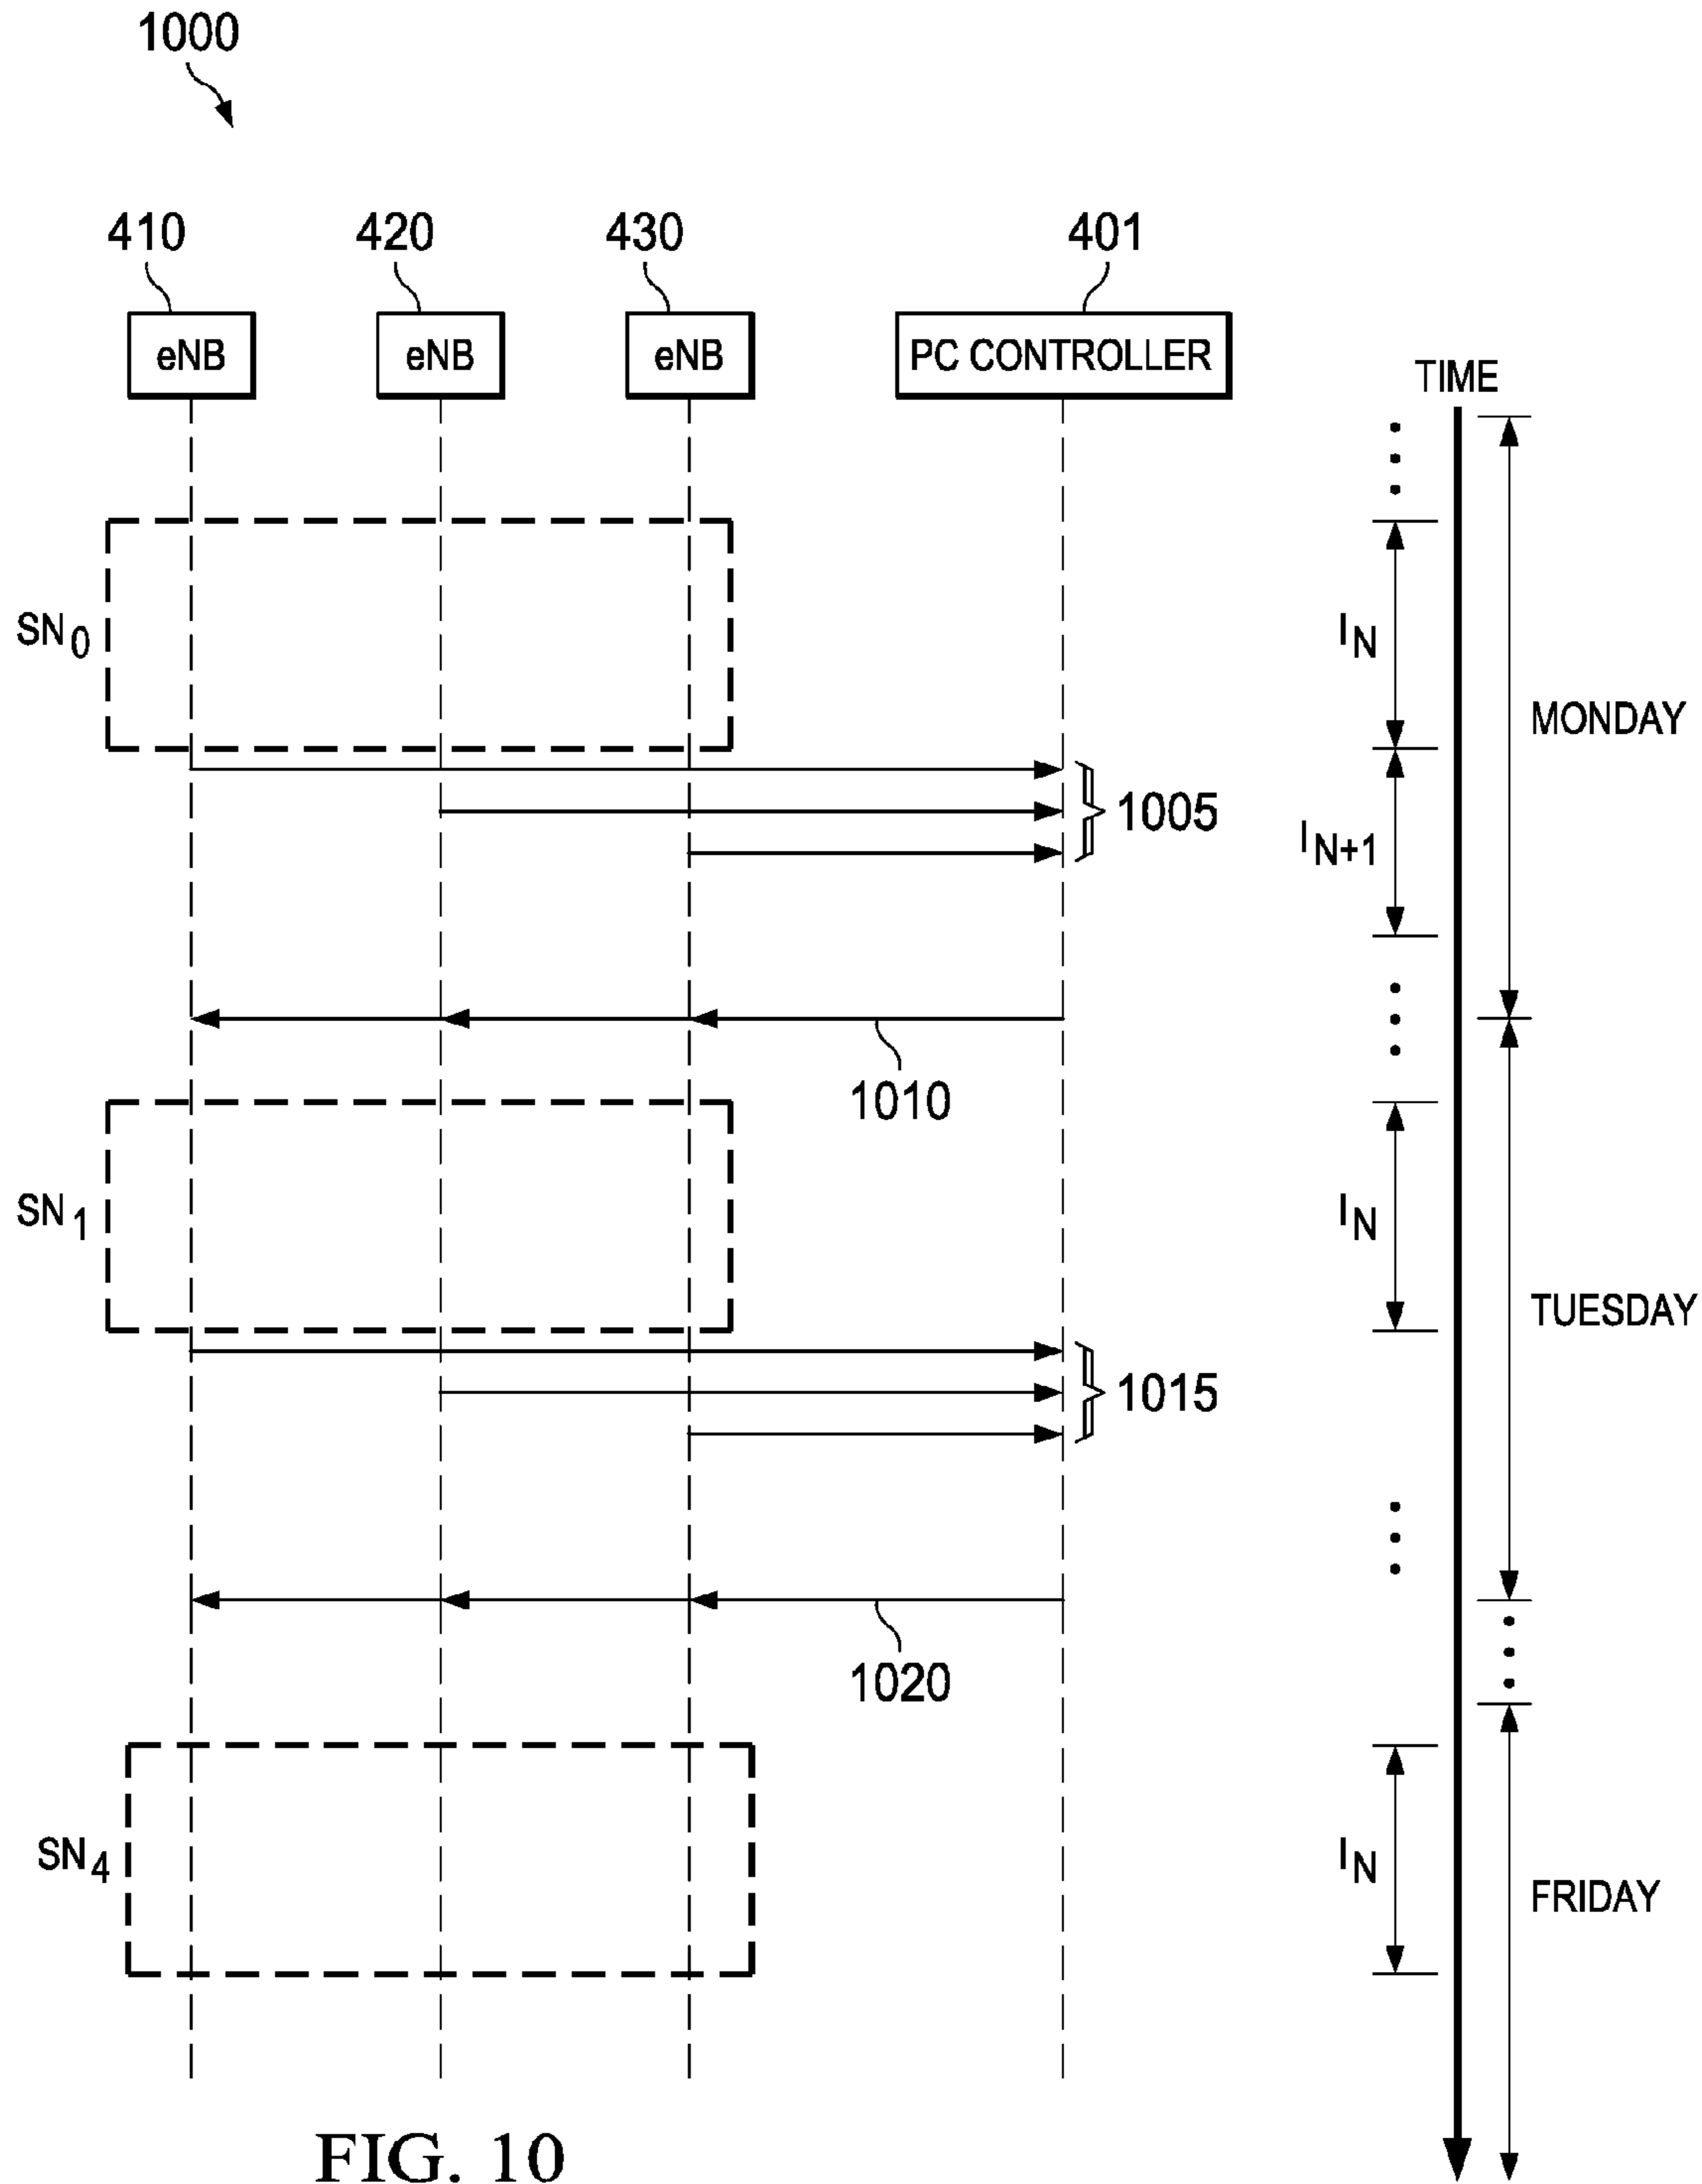 1000
410 420 430 401
eNB eNB eNB PC CONTROLLER
TIME
SN0
IN
MONDAY
1005
IN+1
1010
SN1
IN
TUESDAY
1015
1020
SN4
IN
FRIDAY
FIG. 10